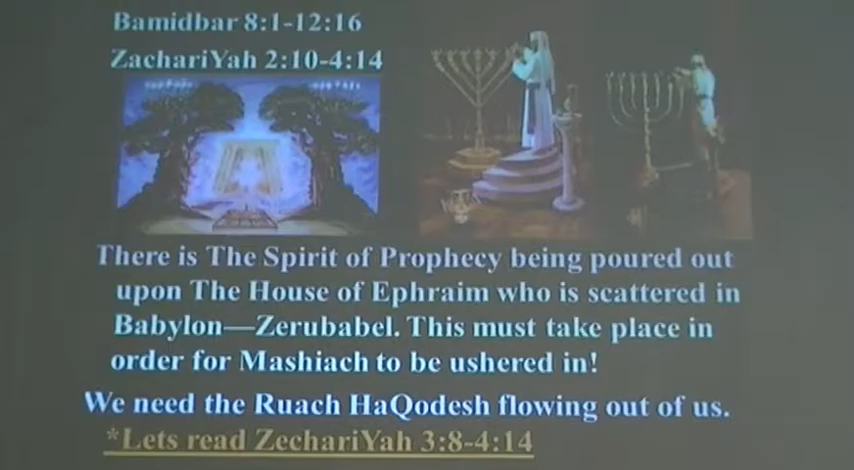 Bamidbar 8:1-12:16
ZachariYah 2:10-4:14
There is The Spirit of Prophecy being poured out
upon The House of Ephraim who is scattered in
Babylon—Zerubabel. This must take place in
order for Mashiach to be ushered in!
We need the Ruach HaQodesh flowing out of us.
*Lets read ZechariYah 3:8-4:14